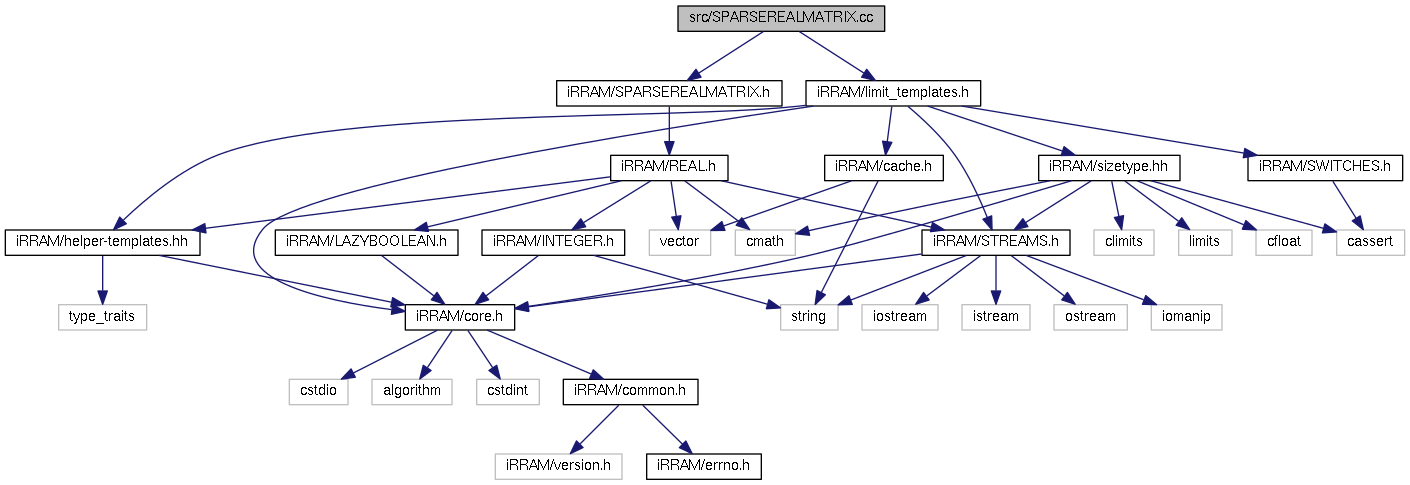 src/SPARSEREALMATRIX.cc
iRRAM/SPARSEREALMATRIX.h
iRRAM/limit_templates.h
iRRAM/REAL.h
iRRAM/cache.h
iRRAM/sizetype.hh
iRRAM/SWITCHES.h
iRRAM/helper-templates.hh
iRRAM/LAZYBOOLEAN.h
iRRAM/INTEGER.h
vector
cmath
iRRAM/STREAMS.h
climits
limits
cfloat
cassert
type_traits
iRRAM/core.h
string
iostream
istream
ostream
iomanip
cstdio
algorithm
cstdint
iRRAM/common.h
iRRAM/version.h
iRRAM/errno.h